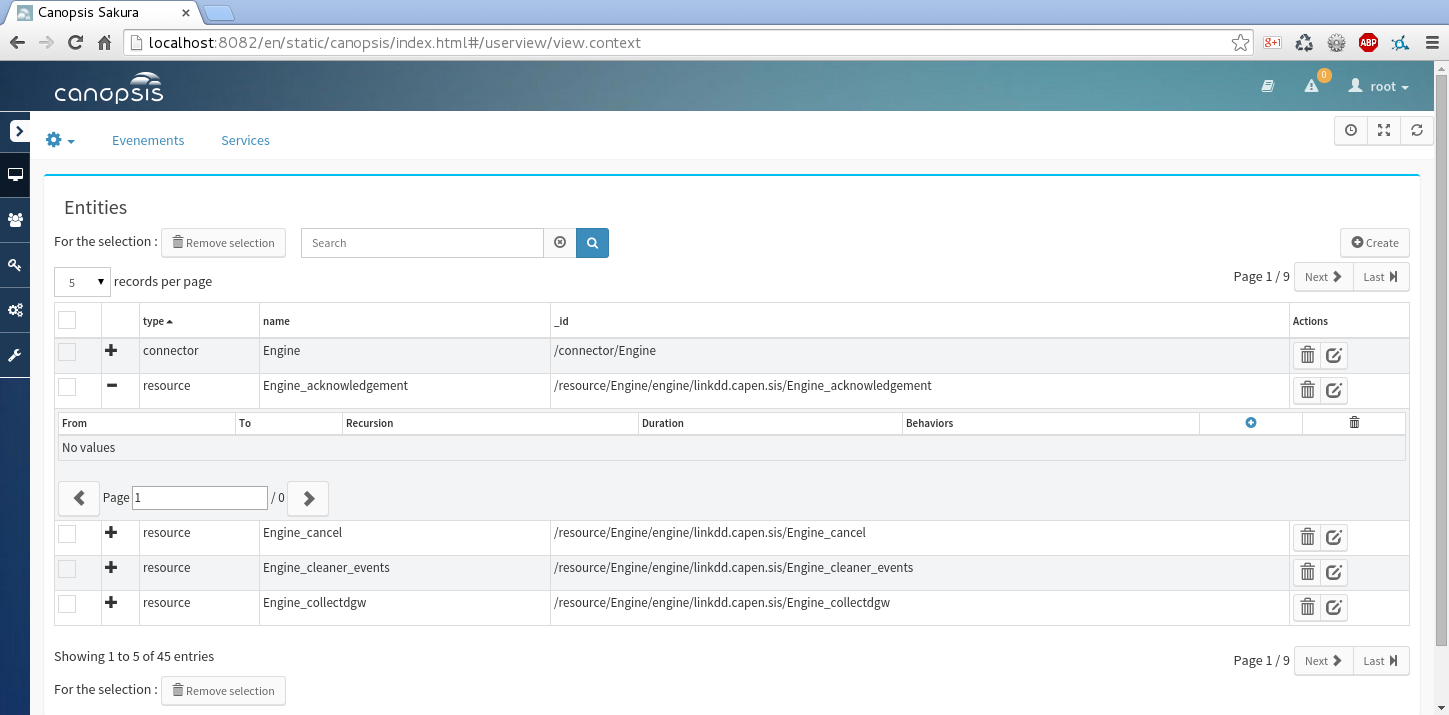 Canopsis Sakura
localhost:8082/en/static/canopsis/index.html#/userview/view.context
g+1
ABP
canopsis
0
root
Evenements Services
Entities
For the selection : Remove selection Search Create
5 records per page Page 1 / 9 Next Last
type name _id Actions
connector Engine /connector/Engine
resource Engine_acknowledgement /resource/Engine/engine/linkdd.capen.sis/Engine_acknowledgement
From To Recursion Duration Behaviors
No values
Page 1 / 0
resource Engine_cancel /resource/Engine/engine/linkdd.capen.sis/Engine_cancel
resource Engine_cleaner_events /resource/Engine/engine/linkdd.capen.sis/Engine_cleaner_events
resource Engine_collectdgw /resource/Engine/engine/linkdd.capen.sis/Engine_collectdgw
Showing 1 to 5 of 45 entries Page 1 / 9 Next Last
For the selection : Remove selection